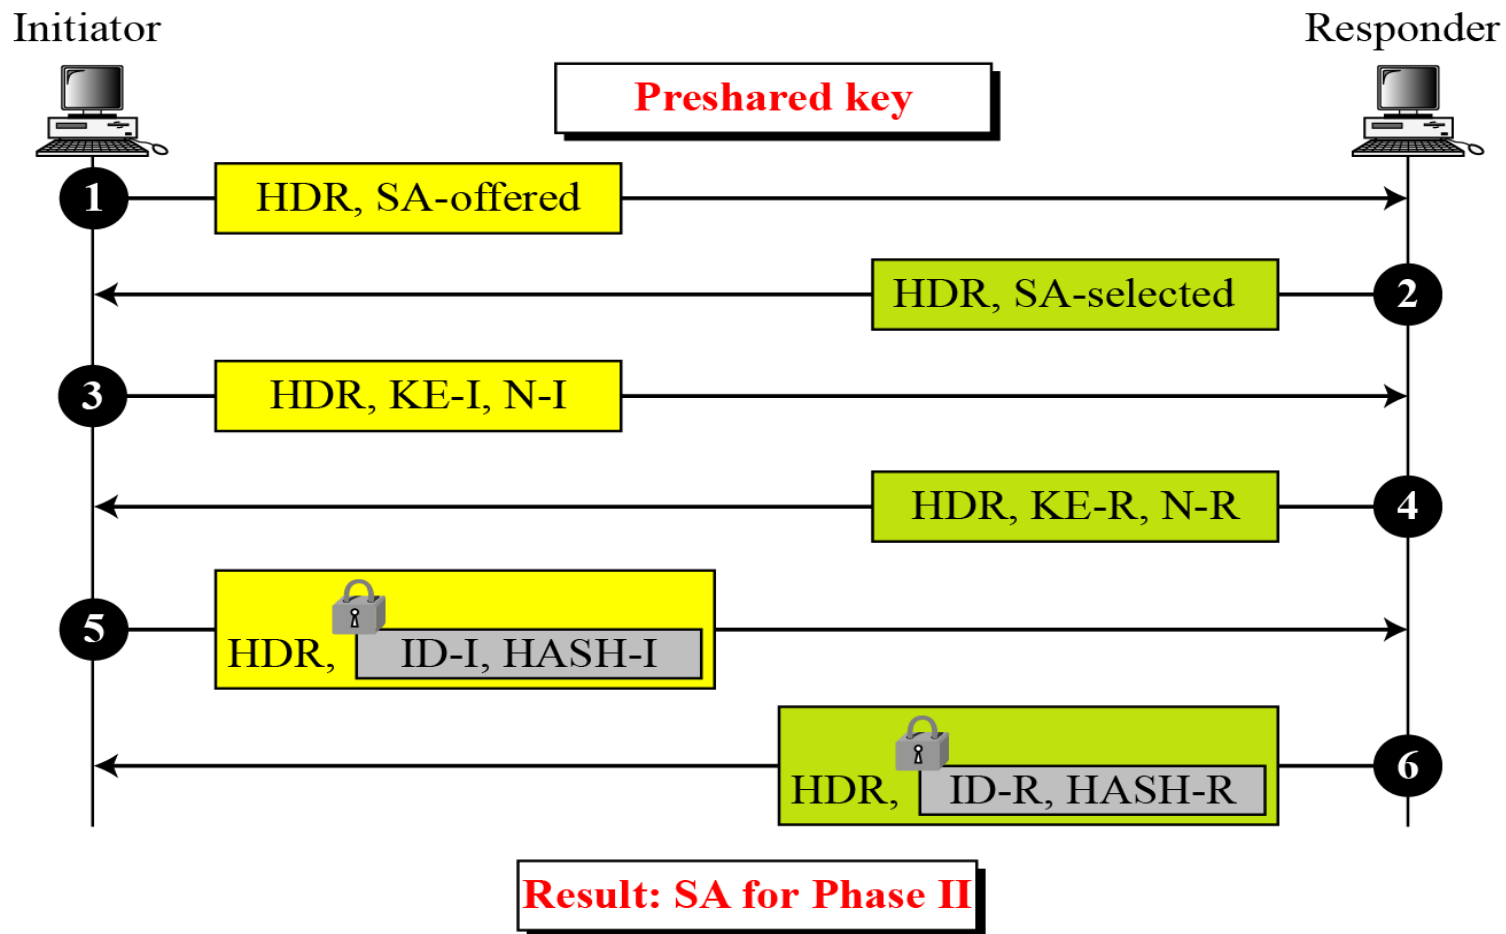 Initiator
Responder
Preshared key
1
HDR, SA-offered
HDR, SA-selected
2
3
HDR, KE-I, N-I
HDR, KE-R, N-R
4
5
HDR, ID-I, HASH-I
HDR, ID-R, HASH-R
6
Result: SA for Phase II